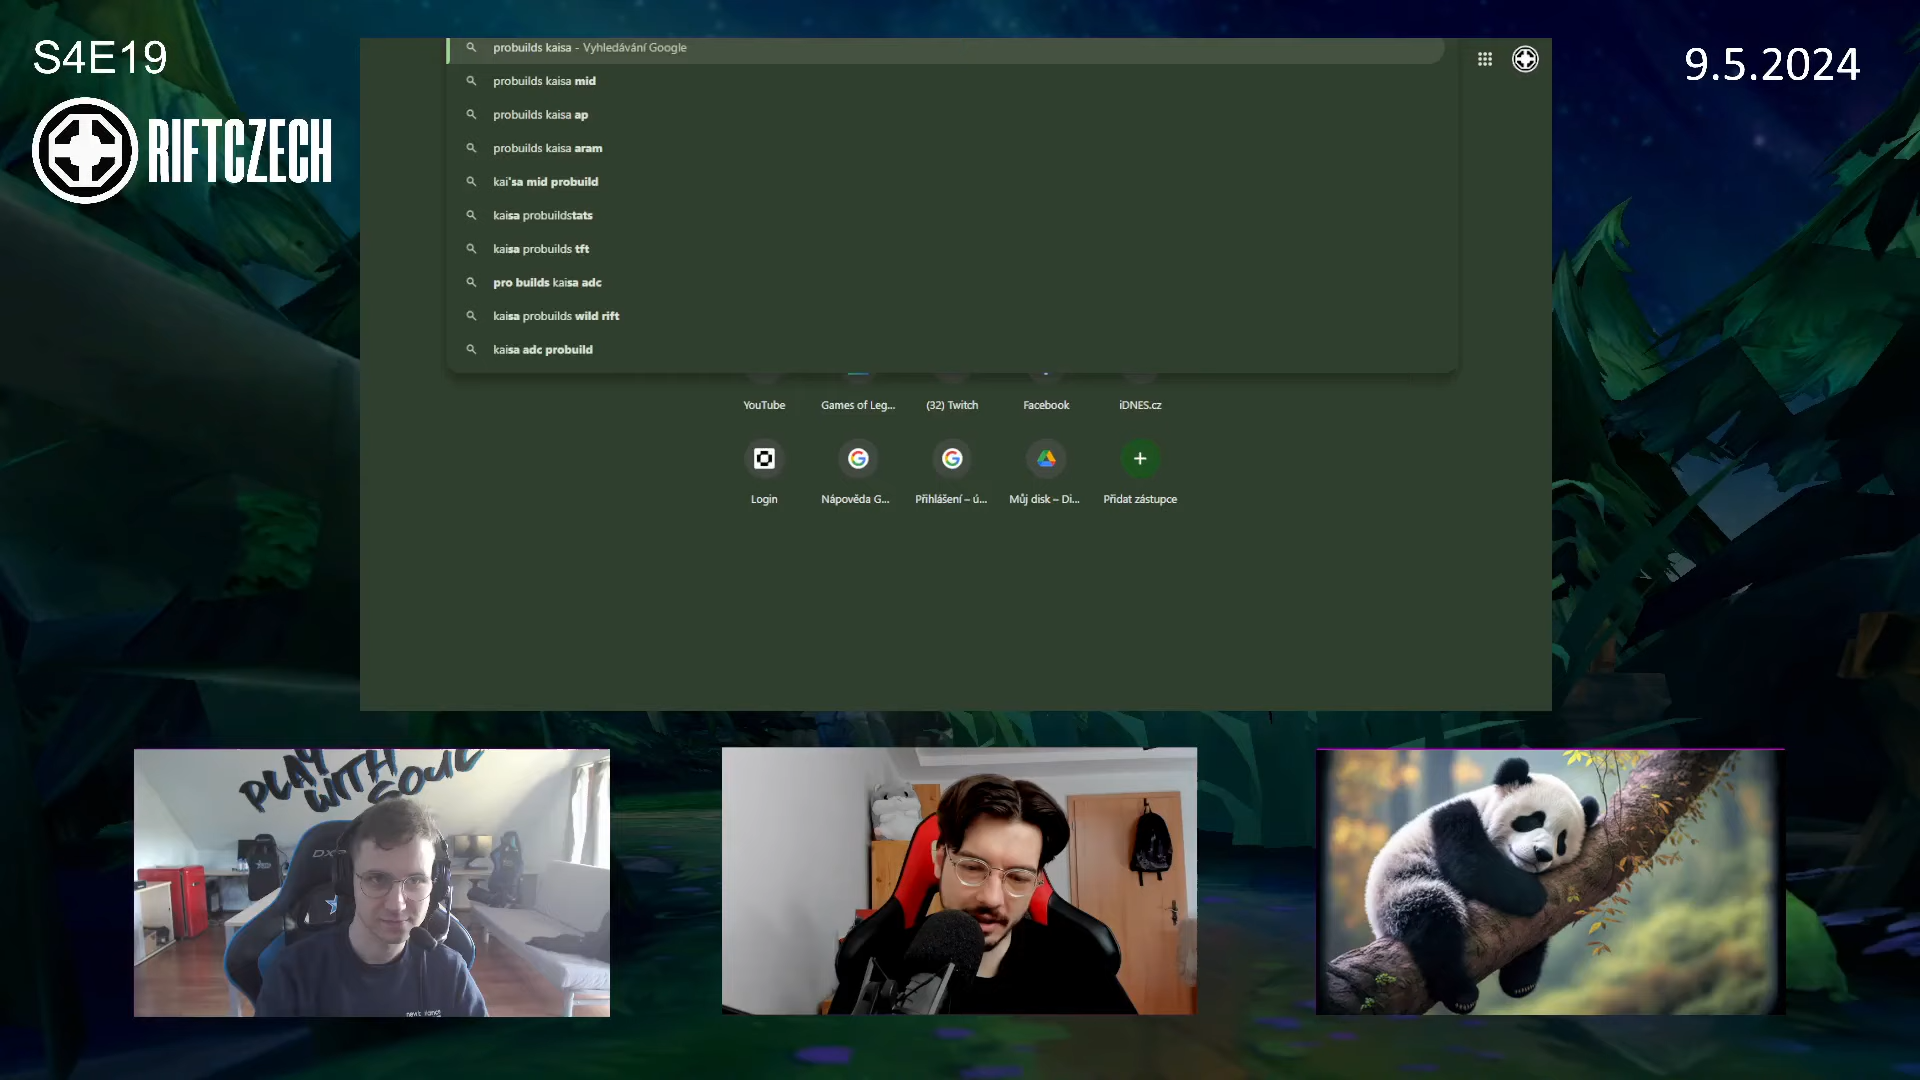 S4E19
RIFTCZECH
9.5.2024
probuilds kaisa - Vyhledávání Google
probuilds kaisa mid
probuilds kaisa ap
probuilds kaisa aram
kai'sa mid probuild
kaisa probuildstats
kaisa probuilds tft
pro builds kaisa adc
kaisa probuilds wild rift
kaisa adc probuild
YouTube
Games of Leg...
(32) Twitch
Facebook
iDNES.cz
Login
Nápověda G...
Přihlášení – ú...
Můj disk – Di...
Přidat zástupce
PLAY
WITH
SOUL
DX